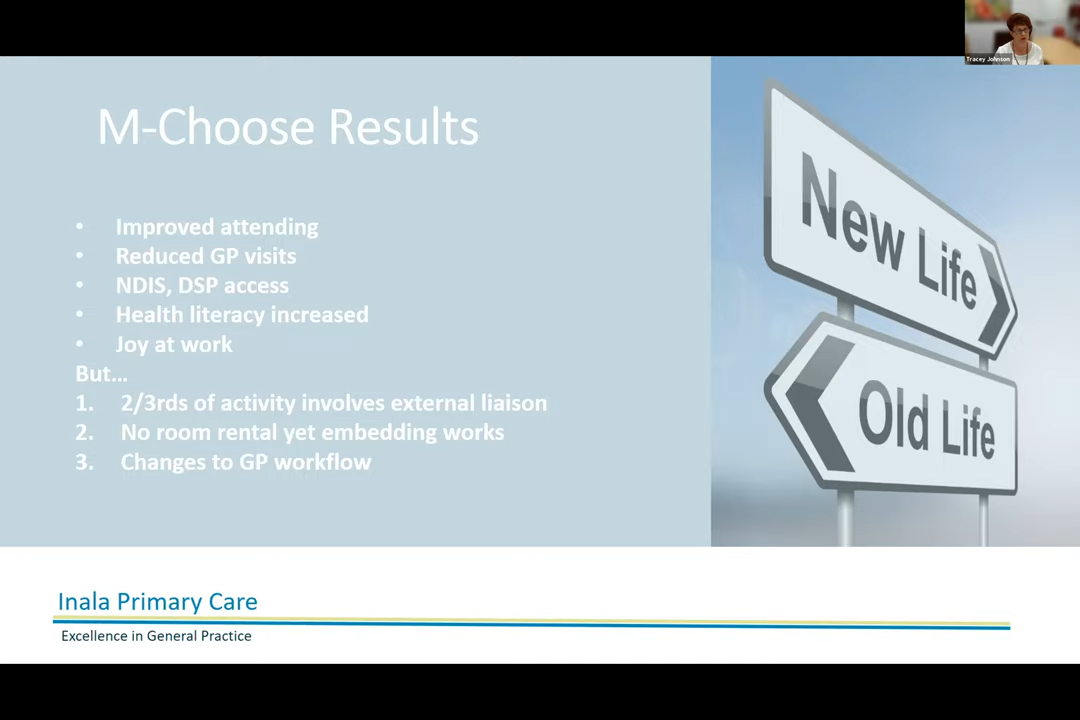 Tracey Johnson
M-Choose Results
• Improved attending
• Reduced GP visits
• NDIS, DSP access
• Health literacy increased
• Joy at work
But...
1. 2/3rds of activity involves external liaison
2. No room rental yet embedding works
3. Changes to GP workflow
New Life
Old Life
Inala Primary Care
Excellence in General Practice